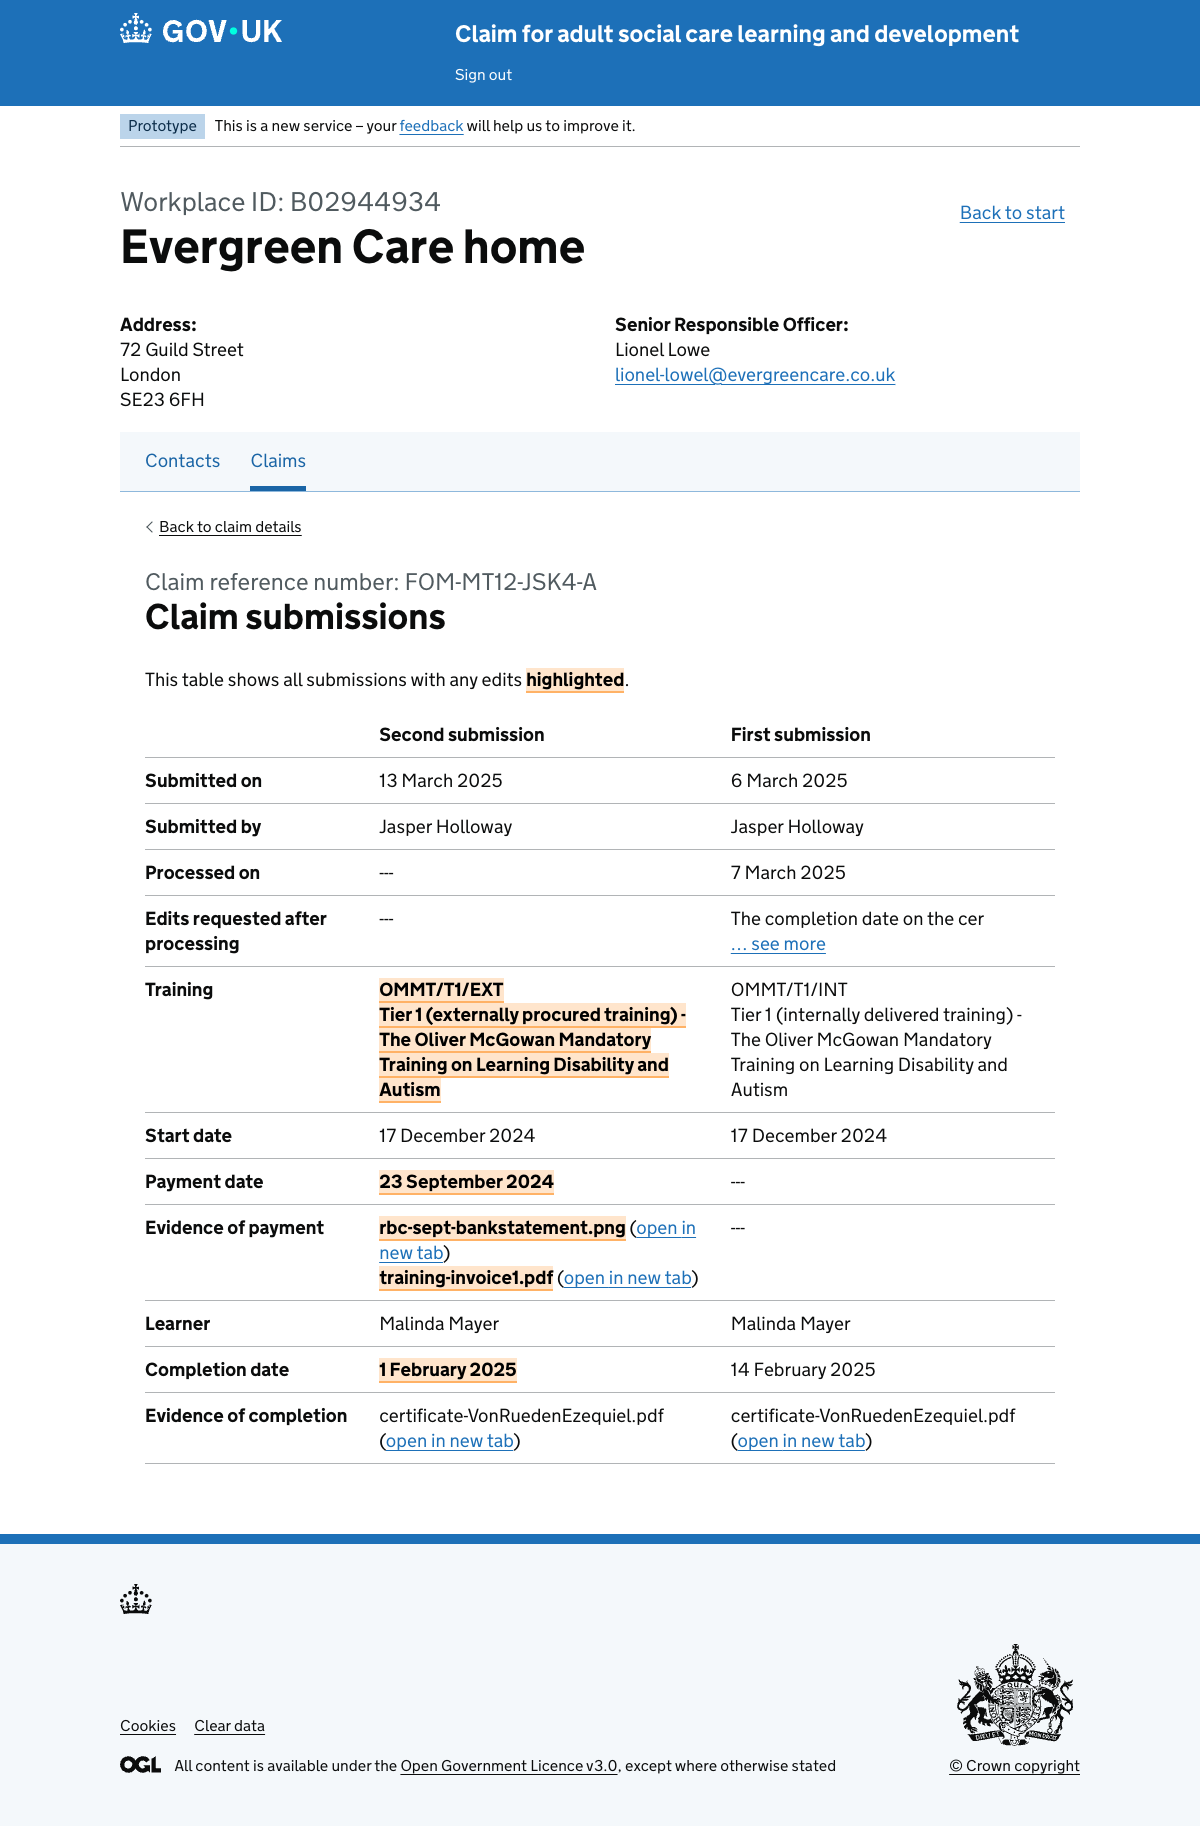 GOV·UK
Claim for adult social care learning and development
Sign out
Prototype This is a new service – your feedback will help us to improve it.
Workplace ID: B02944934
Back to start
Evergreen Care home
Address:
72 Guild Street
London
SE23 6FH
Senior Responsible Officer:
Lionel Lowe
lionel-lowel@evergreencare.co.uk
Contacts Claims
Back to claim details
Claim reference number: FOM-MT12-JSK4-A
Claim submissions
This table shows all submissions with any edits highlighted.
Second submission First submission
Submitted on 13 March 2025 6 March 2025
Submitted by Jasper Holloway Jasper Holloway
Processed on --- 7 March 2025
Edits requested after --- The completion date on the cer
processing … see more
Training OMMT/T1/EXT OMMT/T1/INT
Tier 1 (externally procured training) - Tier 1 (internally delivered training) -
The Oliver McGowan Mandatory The Oliver McGowan Mandatory
Training on Learning Disability and Training on Learning Disability and
Autism Autism
Start date 17 December 2024 17 December 2024
Payment date 23 September 2024 ---
Evidence of payment rbc-sept-bankstatement.png (open in ---
new tab)
training-invoice1.pdf (open in new tab)
Learner Malinda Mayer Malinda Mayer
Completion date 1 February 2025 14 February 2025
Evidence of completion certificate-VonRuedenEzequiel.pdf certificate-VonRuedenEzequiel.pdf
(open in new tab) (open in new tab)
Cookies Clear data
OGL All content is available under the Open Government Licence v3.0, except where otherwise stated
© Crown copyright